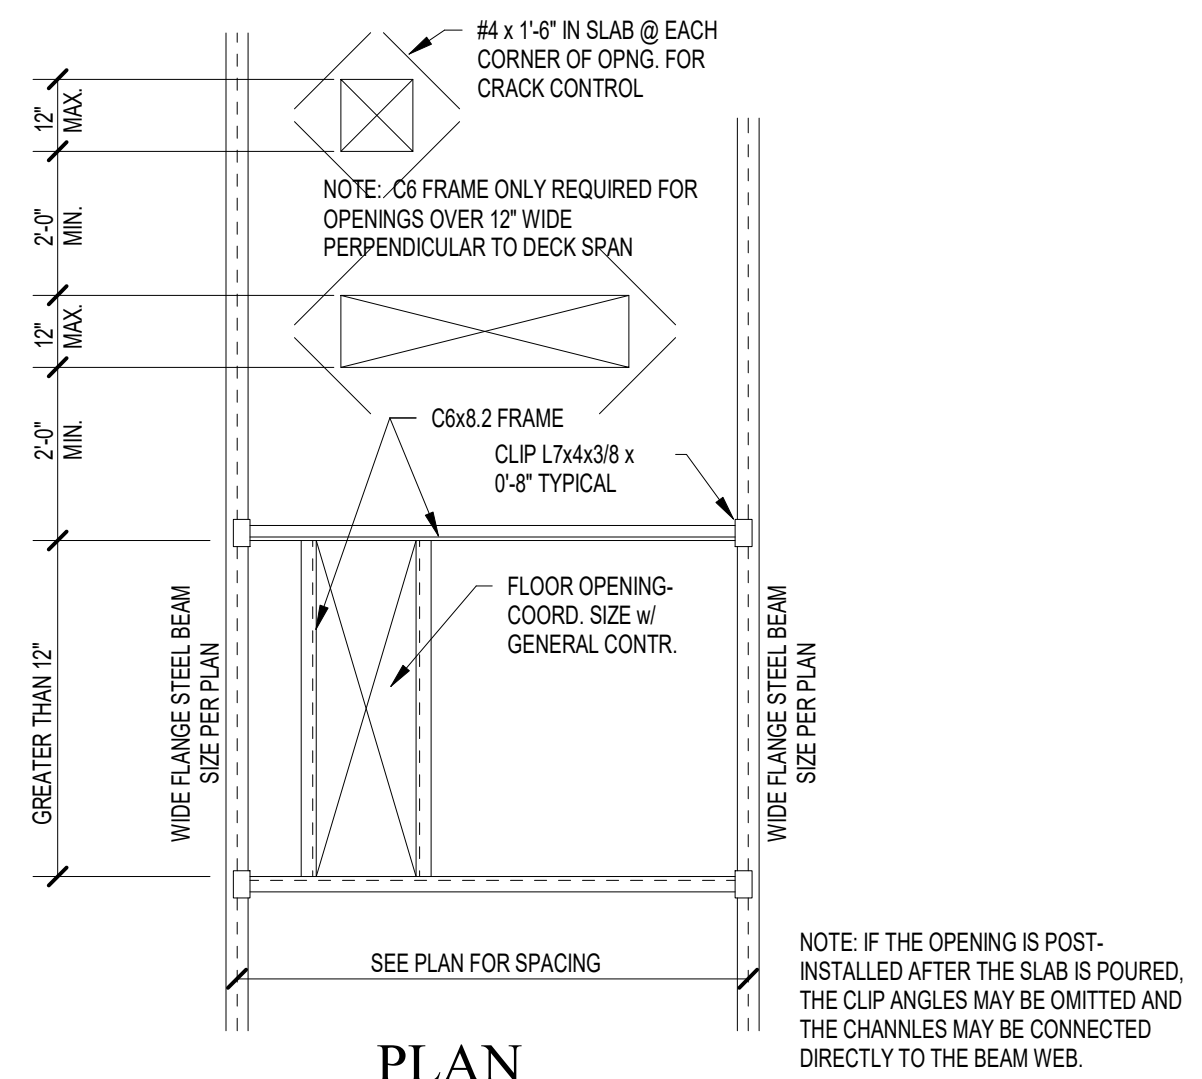 #4 x 1'-6" IN SLAB @ EACH
CORNER OF OPNG. FOR
CRACK CONTROL
12"
MAX.
2'-0"
MIN.
NOTE: C6 FRAME ONLY REQUIRED FOR
OPENINGS OVER 12" WIDE
PERPENDICULAR TO DECK SPAN
12"
MAX.
2'-0"
MIN.
C6x8.2 FRAME
CLIP L7x4x3/8 x
0'-8" TYPICAL
FLOOR OPENING-
COORD. SIZE w/
GENERAL CONTR.
GREATER THAN 12"
WIDE FLANGE STEEL BEAM
SIZE PER PLAN
WIDE FLANGE STEEL BEAM
SIZE PER PLAN
SEE PLAN FOR SPACING
NOTE: IF THE OPENING IS POST-
INSTALLED AFTER THE SLAB IS POURED,
THE CLIP ANGLES MAY BE OMITTED AND
THE CHANNLES MAY BE CONNECTED
DIRECTLY TO THE BEAM WEB.
PLAN